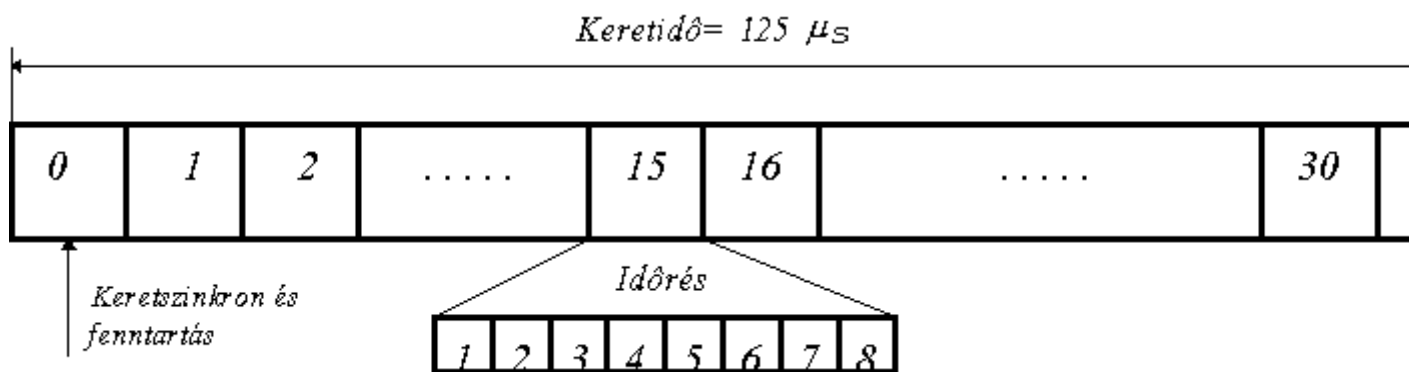 Keretidô= 125 μs
0 1 2 ..... 15 16 ..... 30
Idôrés
Keretszinkron és
fenntartás
1 2 3 4 5 6 7 8